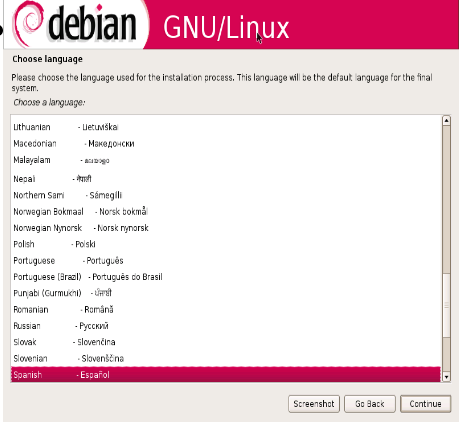 debian GNU/Linux
Choose language
Please choose the language used for the installation process. This language will be the default language for the final
system.
Choose a language:
Lithuanian - Lietuviškai
Macedonian - Македонски
Malayalam - മലയാളം
Nepali - नेपाली
Northern Sami - Sámegillii
Norwegian Bokmaal - Norsk bokmål
Norwegian Nynorsk - Norsk nynorsk
Polish - Polski
Portuguese - Português
Portuguese (Brazil) - Português do Brasil
Punjabi (Gurmukhi) - ਪੰਜਾਬੀ
Romanian - Română
Russian - Русский
Slovak - Slovenčina
Slovenian - Slovenščina
Spanish - Español
Screenshot Go Back Continue